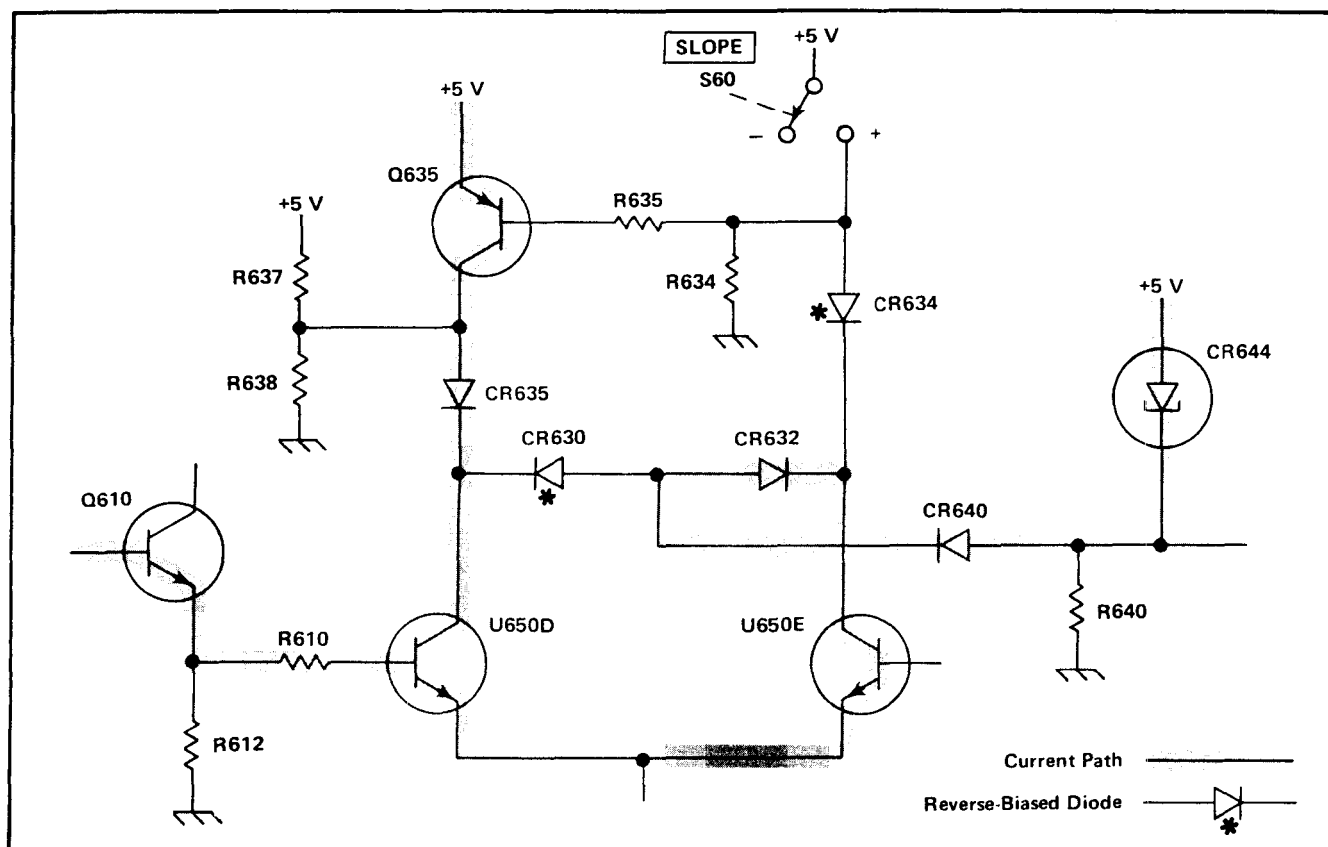 +5 V
SLOPE
S60
+5 V
− +
Q635
+5 V
R635
R637
R634
CR634
+5 V
R638
CR635
CR644
CR630
CR632
Q610
CR640
R610
U650D
U650E
R640
R612
Current Path
Reverse-Biased Diode
*
*
*